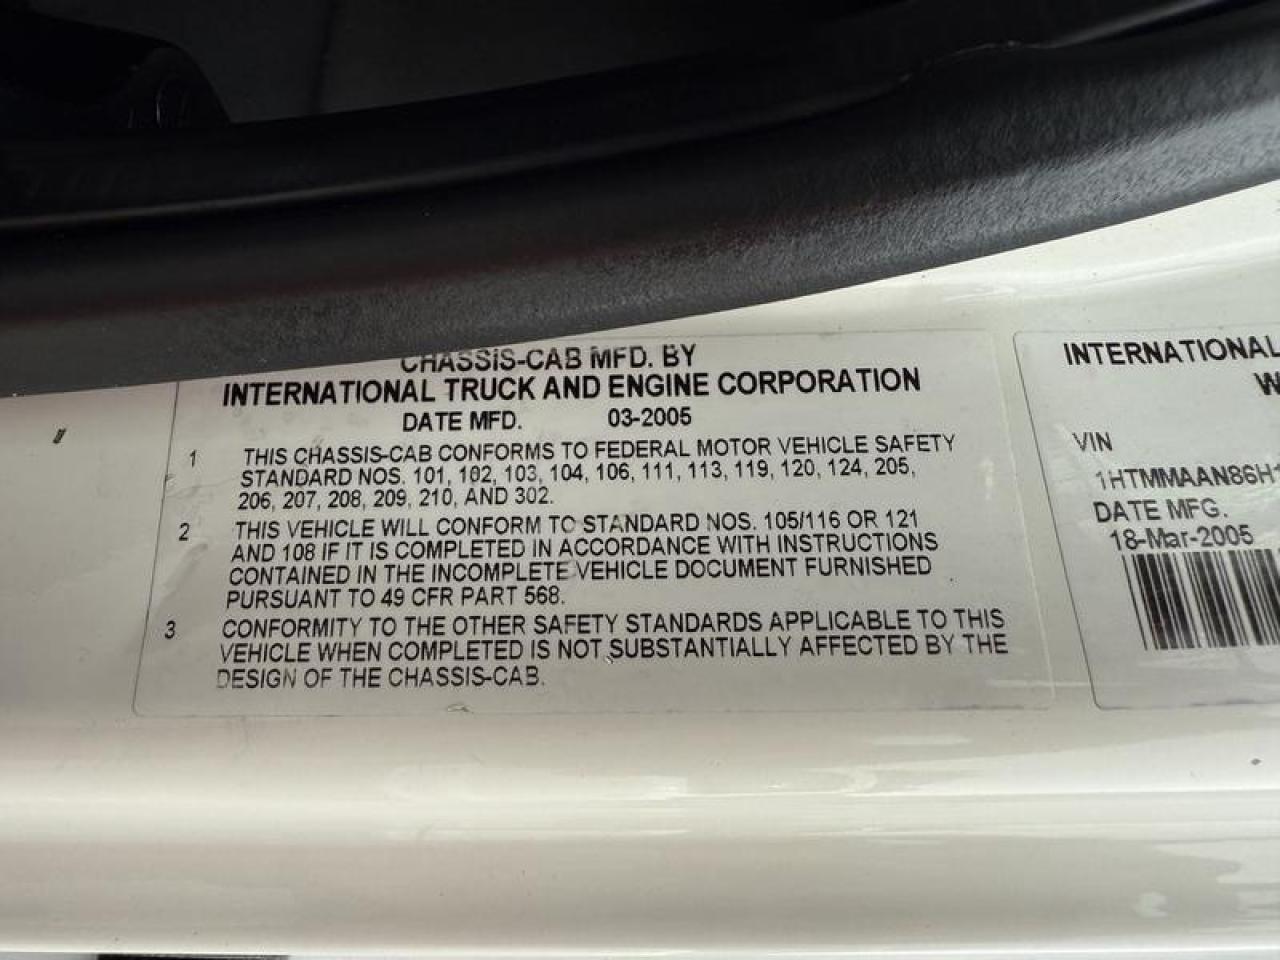 CHASSIS-CAB MFD. BY
INTERNATIONAL TRUCK AND ENGINE CORPORATION
DATE MFD. 03-2005
1 THIS CHASSIS-CAB CONFORMS TO FEDERAL MOTOR VEHICLE SAFETY
STANDARD NOS. 101, 102, 103, 104, 106, 111, 113, 119, 120, 124, 205,
206, 207, 208, 209, 210, AND 302.
2 THIS VEHICLE WILL CONFORM TO STANDARD NOS. 105/116 OR 121
AND 108 IF IT IS COMPLETED IN ACCORDANCE WITH INSTRUCTIONS
CONTAINED IN THE INCOMPLETE VEHICLE DOCUMENT FURNISHED
PURSUANT TO 49 CFR PART 568.
3 CONFORMITY TO THE OTHER SAFETY STANDARDS APPLICABLE TO THIS
VEHICLE WHEN COMPLETED IS NOT SUBSTANTIALLY AFFECTED BY THE
DESIGN OF THE CHASSIS-CAB.
INTERNATIONAL
VIN
1HTMMAAN86H
DATE MFG.
18-Mar-2005